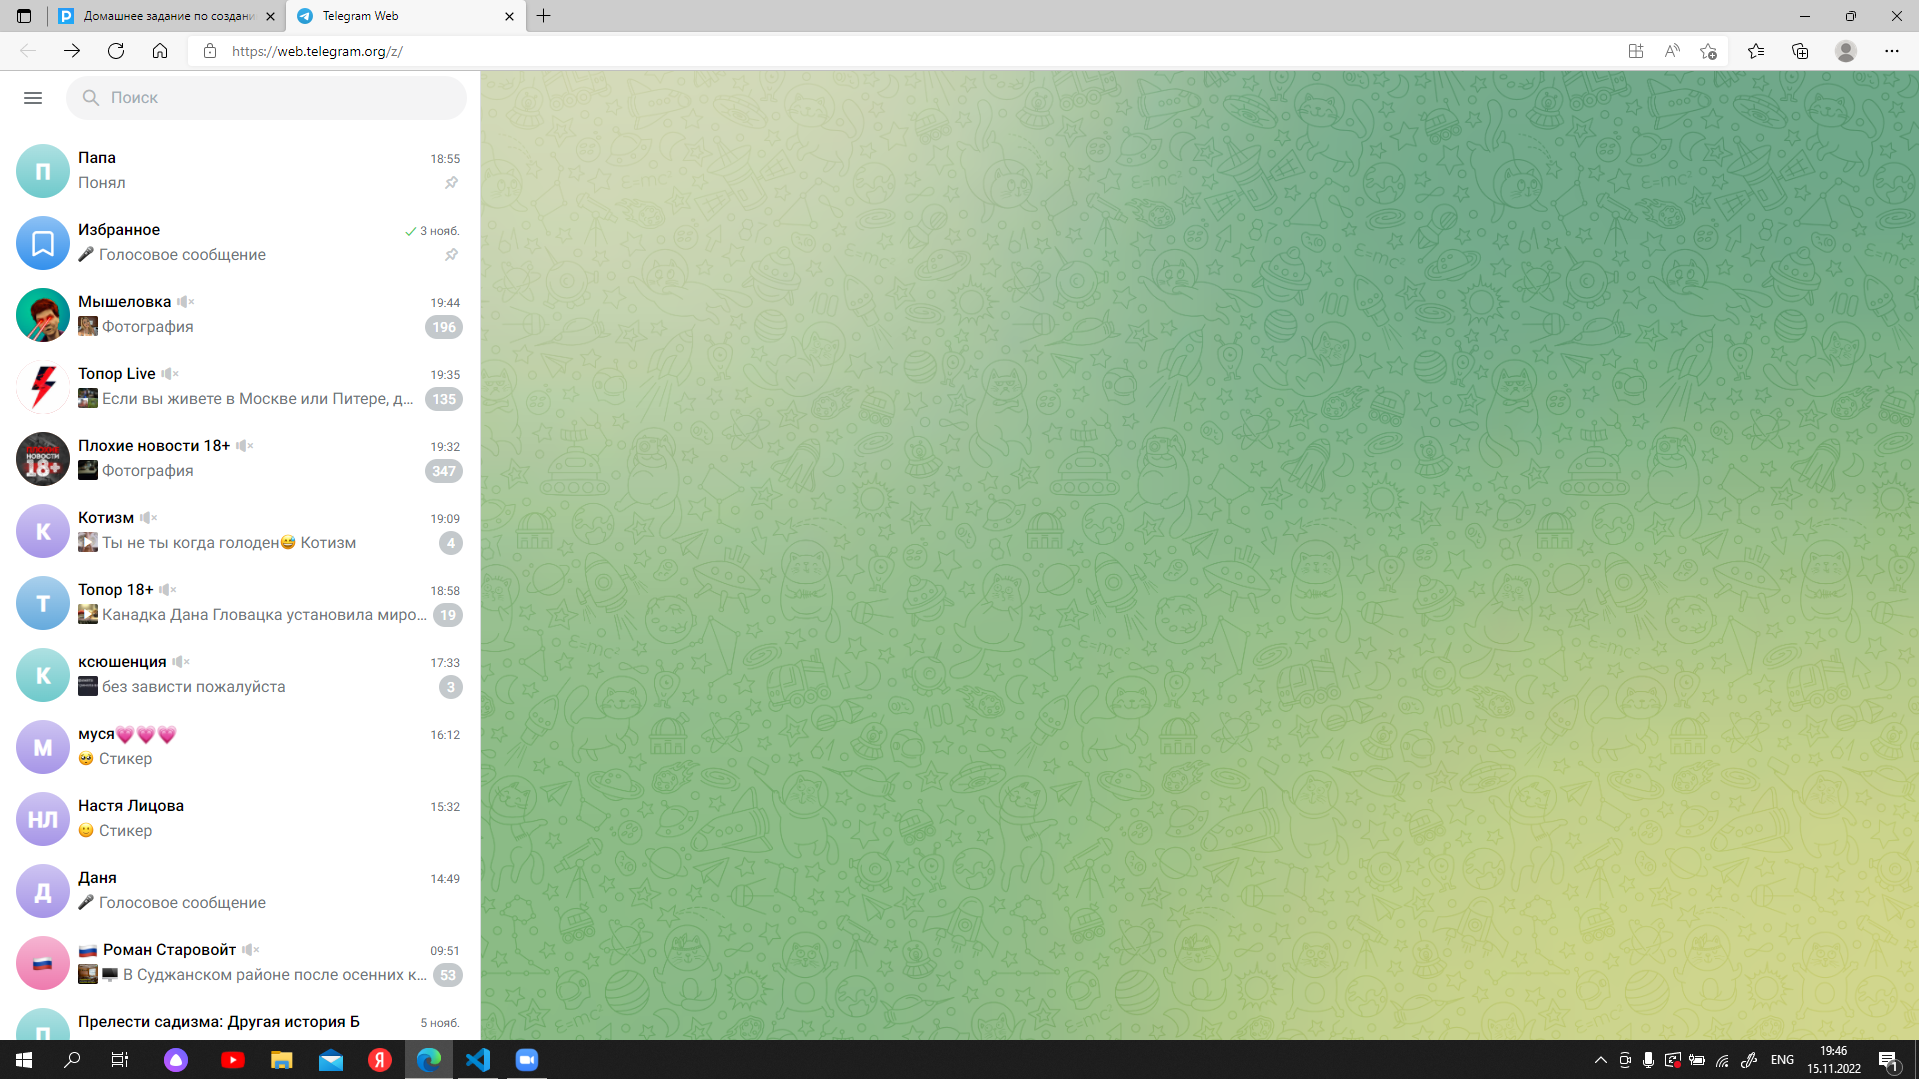 Домашнее задание по создани
Telegram Web
https://web.telegram.org/z/
Поиск
П
Папа
18:55
Понял
Избранное
3 нояб.
🎤 Голосовое сообщение
Мышеловка
19:44
Фотография
196
Топор Live
19:35
Если вы живете в Москве или Питере, д...
135
ПЛОХИЕ НОВОСТИ 18+
Плохие новости 18+
19:32
Фотография
347
К
Котизм
19:09
Ты не ты когда голоден😅 Котизм
4
Т
Топор 18+
18:58
Канадка Дана Гловацка установила миро...
19
К
ксюшенция
17:33
без зависти пожалуйста
3
М
муся💗💗💗
16:12
🥺 Стикер
НЛ
Настя Лицова
15:32
🙂 Стикер
Д
Даня
14:49
🎤 Голосовое сообщение
🇷🇺 Роман Старовойт
09:51
🖥 В Суджанском районе после осенних к...
53
П
Прелести садизма: Другая история Б
5 нояб.
E=mc²
Я
ENG
19:46
15.11.2022
1